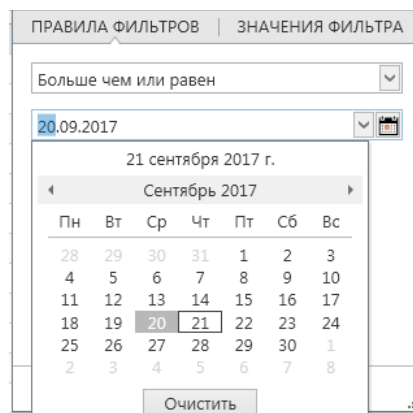 ПРАВИЛА ФИЛЬТРОВ | ЗНАЧЕНИЯ ФИЛЬТРА
Больше чем или равен
20.09.2017
21 сентября 2017 г.
Сентябрь 2017
Пн Вт Ср Чт Пт Сб Вс
28 29 30 31 1 2 3
4 5 6 7 8 9 10
11 12 13 14 15 16 17
18 19 20 21 22 23 24
25 26 27 28 29 30 1
2 3 4 5 6 7 8
Очистить